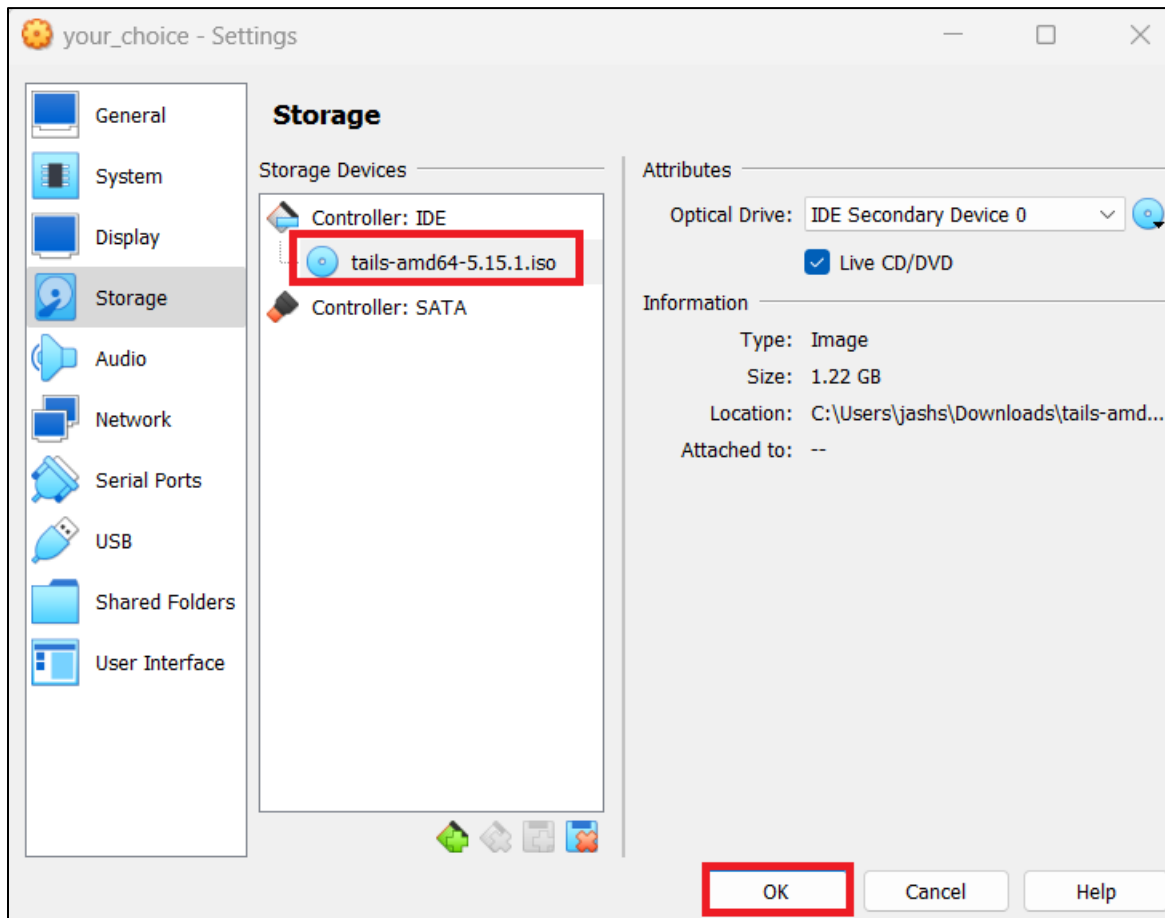 your_choice - Settings
General
System
Display
Storage
Audio
Network
Serial Ports
USB
Shared Folders
User Interface
Storage
Storage Devices
Controller: IDE
tails-amd64-5.15.1.iso
Controller: SATA
Attributes
Optical Drive: IDE Secondary Device 0
Live CD/DVD
Information
Type: Image
Size: 1.22 GB
Location: C:\Users\jashs\Downloads\tails-amd...
Attached to: --
OK Cancel Help